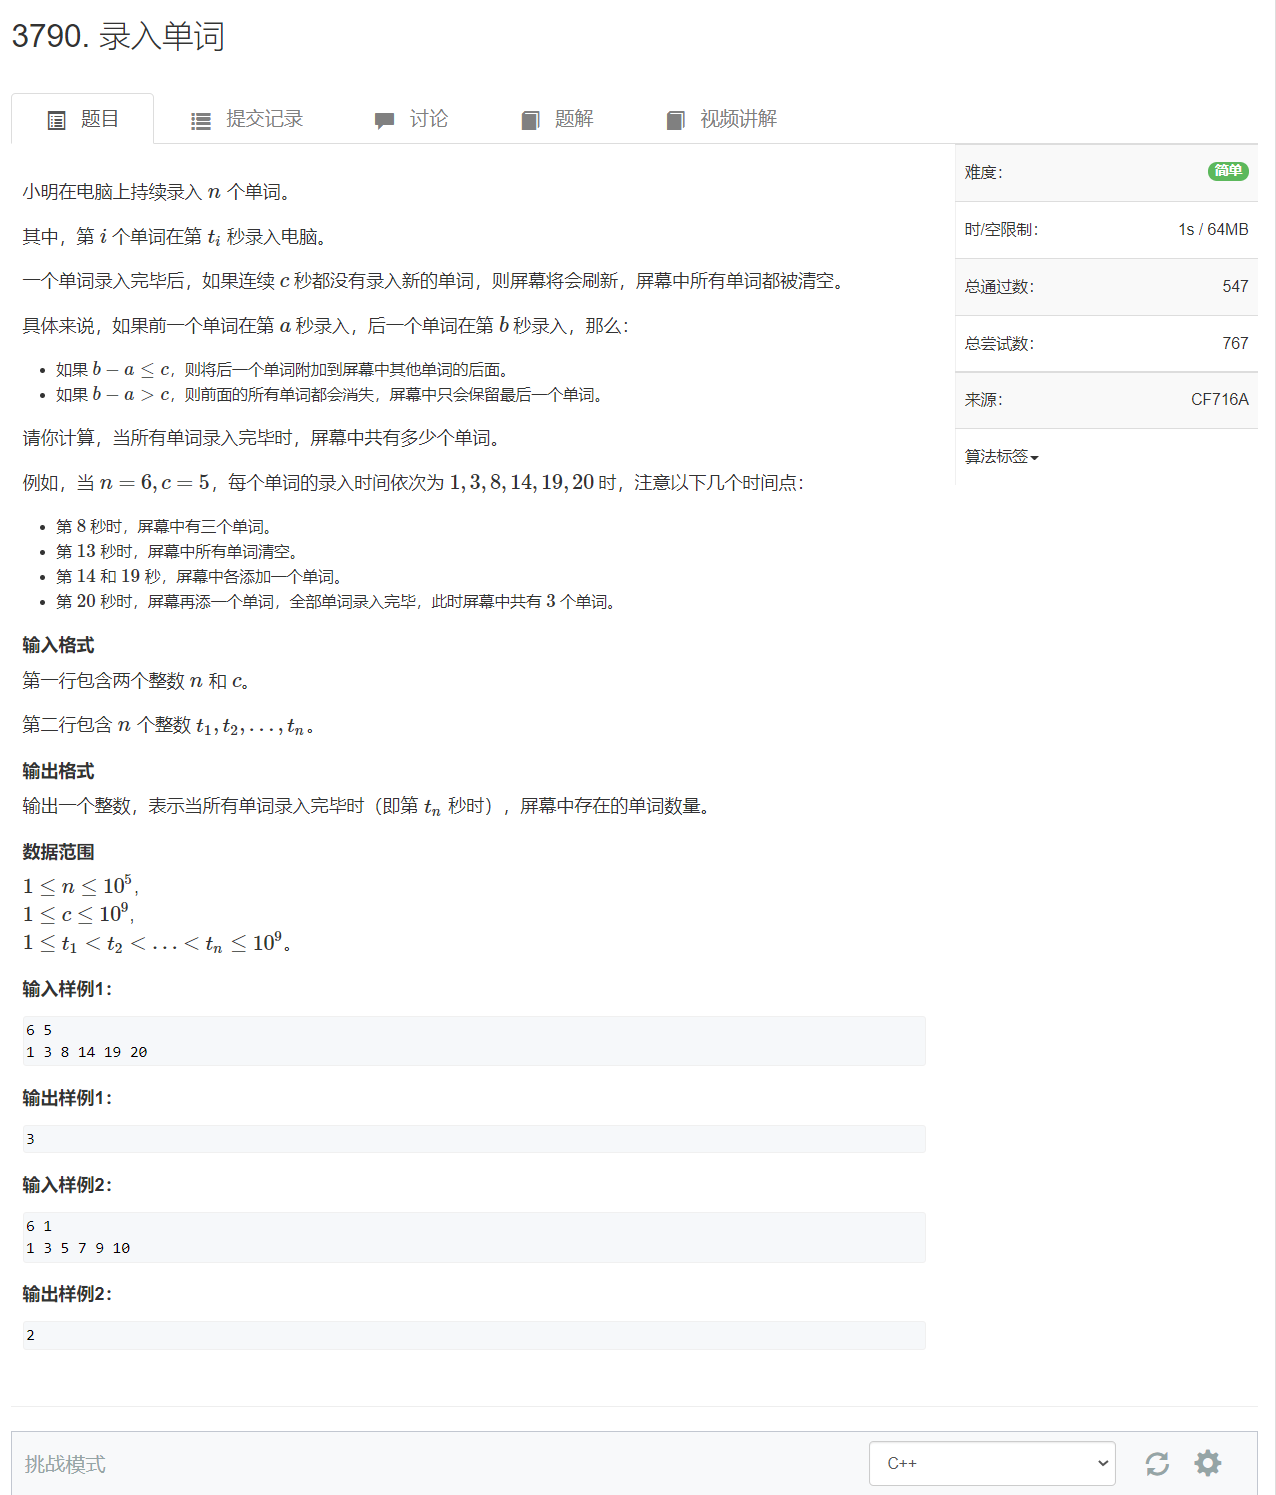 3790. 录入单词
题目 提交记录 讨论 题解 视频讲解
小明在电脑上持续录入 n 个单词。
其中，第 i 个单词在第 t_i 秒录入电脑。
一个单词录入完毕后，如果连续 c 秒都没有录入新的单词，则屏幕将会刷新，屏幕中所有单词都被清空。
具体来说，如果前一个单词在第 a 秒录入，后一个单词在第 b 秒录入，那么：
• 如果 b − a ≤ c，则将后一个单词附加到屏幕中其他单词的后面。
• 如果 b − a > c，则前面的所有单词都会消失，屏幕中只会保留最后一个单词。
请你计算，当所有单词录入完毕时，屏幕中共有多少个单词。
例如，当 n = 6, c = 5，每个单词的录入时间依次为 1, 3, 8, 14, 19, 20 时，注意以下几个时间点：
• 第 8 秒时，屏幕中有三个单词。
• 第 13 秒时，屏幕中所有单词清空。
• 第 14 和 19 秒，屏幕中各添加一个单词。
• 第 20 秒时，屏幕再添一个单词，全部单词录入完毕，此时屏幕中共有 3 个单词。
输入格式
第一行包含两个整数 n 和 c。
第二行包含 n 个整数 t_1, t_2, . . . , t_n。
输出格式
输出一个整数，表示当所有单词录入完毕时（即第 t_n 秒时），屏幕中存在的单词数量。
数据范围
1 ≤ n ≤ 10^5,
1 ≤ c ≤ 10^9,
1 ≤ t_1 < t_2 < . . . < t_n ≤ 10^9。
输入样例1：
6 5
1 3 8 14 19 20
输出样例1：
3
输入样例2：
6 1
1 3 5 7 9 10
输出样例2：
2
难度： 简单
时/空限制： 1s / 64MB
总通过数： 547
总尝试数： 767
来源： CF716A
算法标签
挑战模式 C++